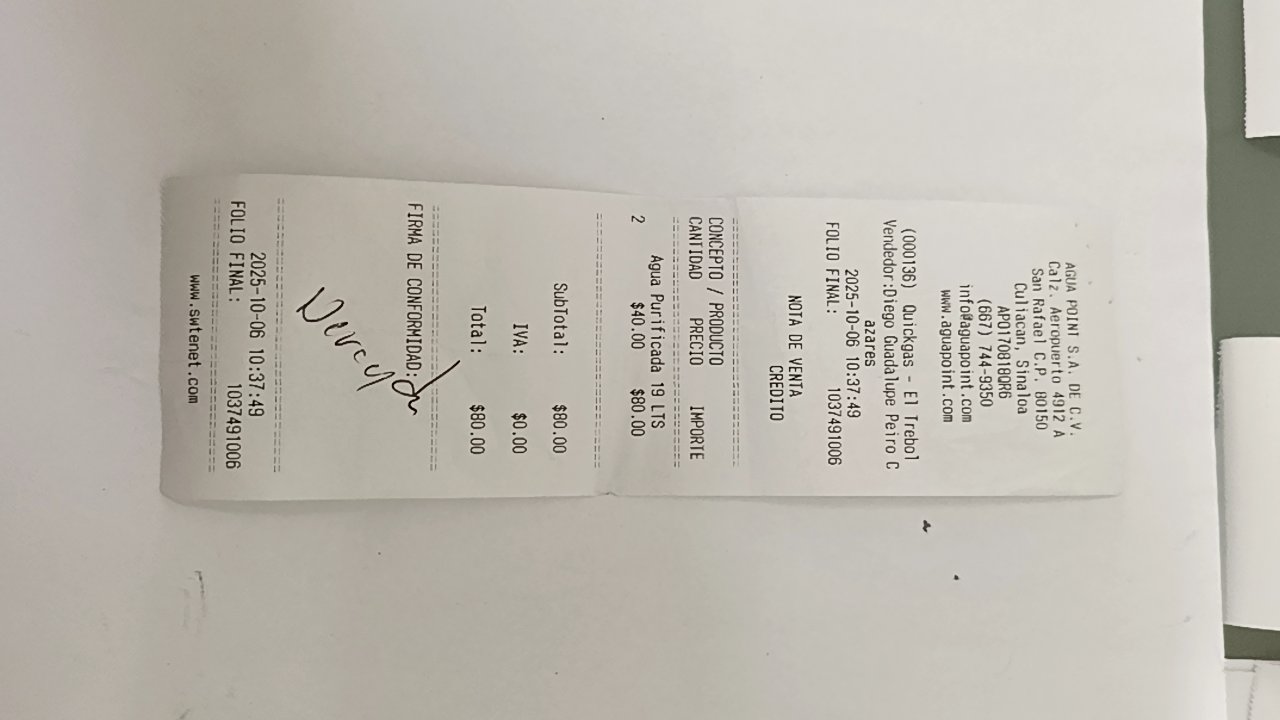 AGUA POINT S.A. DE C.V.
Calz. Aeropuerto 4912 A
San Rafael C.P. 80150
Culiacan, Sinaloa
APO170818QR6
(667) 744-9350
info@aguapoint.com
www.aguapoint.com
(000136) Quickgas - El Trebol
Vendedor:Diego Guadalupe Peiro C
azares
2025-10-06 10:37:49
FOLIO FINAL: 1037491006
NOTA DE VENTA
CREDITO
CONCEPTO / PRODUCTO
CANTIDAD PRECIO IMPORTE
Agua Purificada 19 LTS
2 $40.00 $80.00
SubTotal: $80.00
IVA: $0.00
Total: $80.00
FIRMA DE CONFORMIDAD:
2025-10-06 10:37:49
FOLIO FINAL: 1037491006
www.swtenet.com